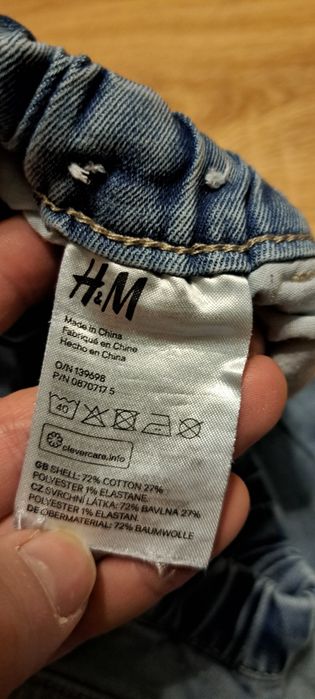 H&M
Made in China
Fabriqué en Chine
Hecho en China
O/N 139698
P/N 0870717 5
40
clevercare.info
GB SHELL: 72% COTTON 27%
POLYESTER 1% ELASTANE.
CZ SVRCHNÍ LÁTKA: 72% BAVLNA 27%
POLYESTER 1% ELASTAN.
DE OBERMATERIAL: 72% BAUMWOLLE